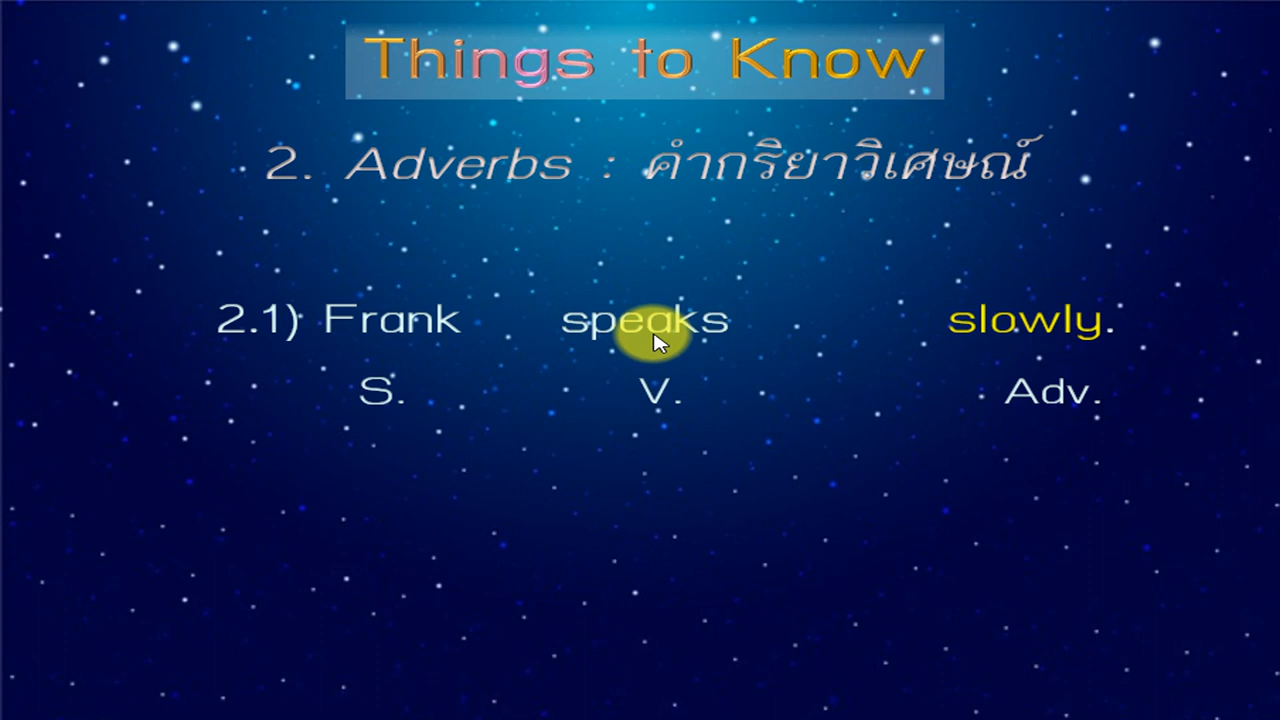 Things to Know
2. Adverbs : คำกริยาวิเศษณ์
2.1) Frank speaks slowly.
S. V. Adv.